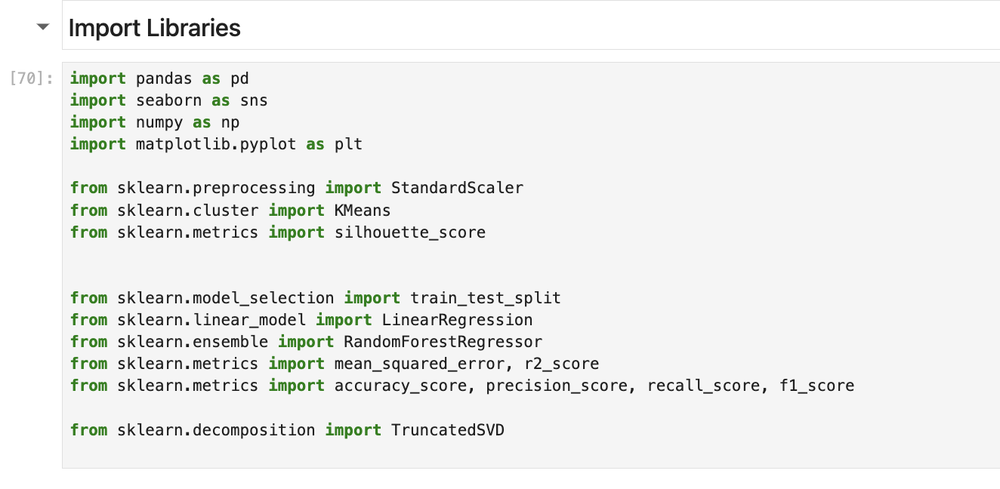 Import Libraries
[70]:
import pandas as pd
import seaborn as sns
import numpy as np
import matplotlib.pyplot as plt
from sklearn.preprocessing import StandardScaler
from sklearn.cluster import KMeans
from sklearn.metrics import silhouette_score
from sklearn.model_selection import train_test_split
from sklearn.linear_model import LinearRegression
from sklearn.ensemble import RandomForestRegressor
from sklearn.metrics import mean_squared_error, r2_score
from sklearn.metrics import accuracy_score, precision_score, recall_score, f1_score
from sklearn.decomposition import TruncatedSVD